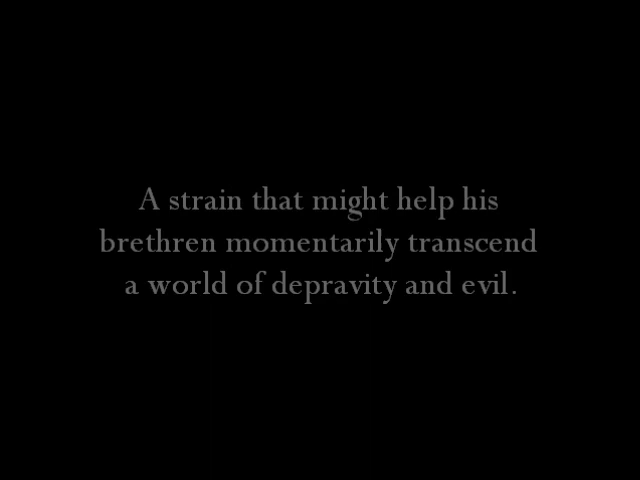 A strain that might help his
brethren momentarily transcend
a world of depravity and evil.